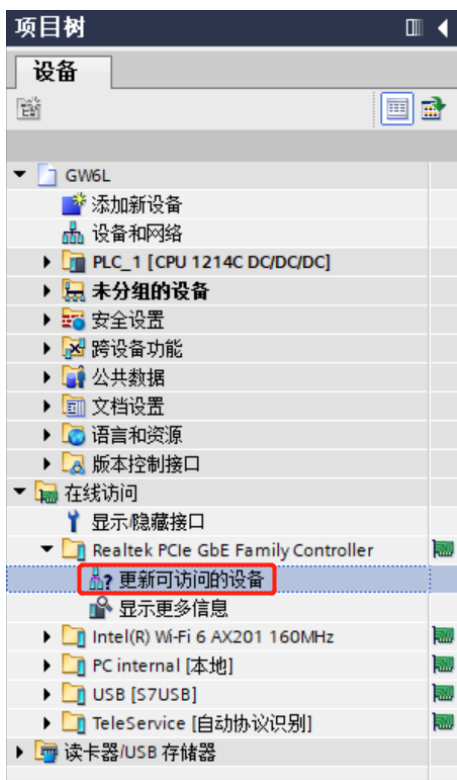 项目树
设备
GW6L
添加新设备
设备和网络
PLC_1 [CPU 1214C DC/DC/DC]
未分组的设备
安全设置
跨设备功能
公共数据
文档设置
语言和资源
版本控制接口
在线访问
显示/隐藏接口
Realtek PCIe GbE Family Controller
更新可访问的设备
显示更多信息
Intel(R) Wi-Fi 6 AX201 160MHz
PC internal [本地]
USB [S7USB]
TeleService [自动协议识别]
读卡器/USB 存储器